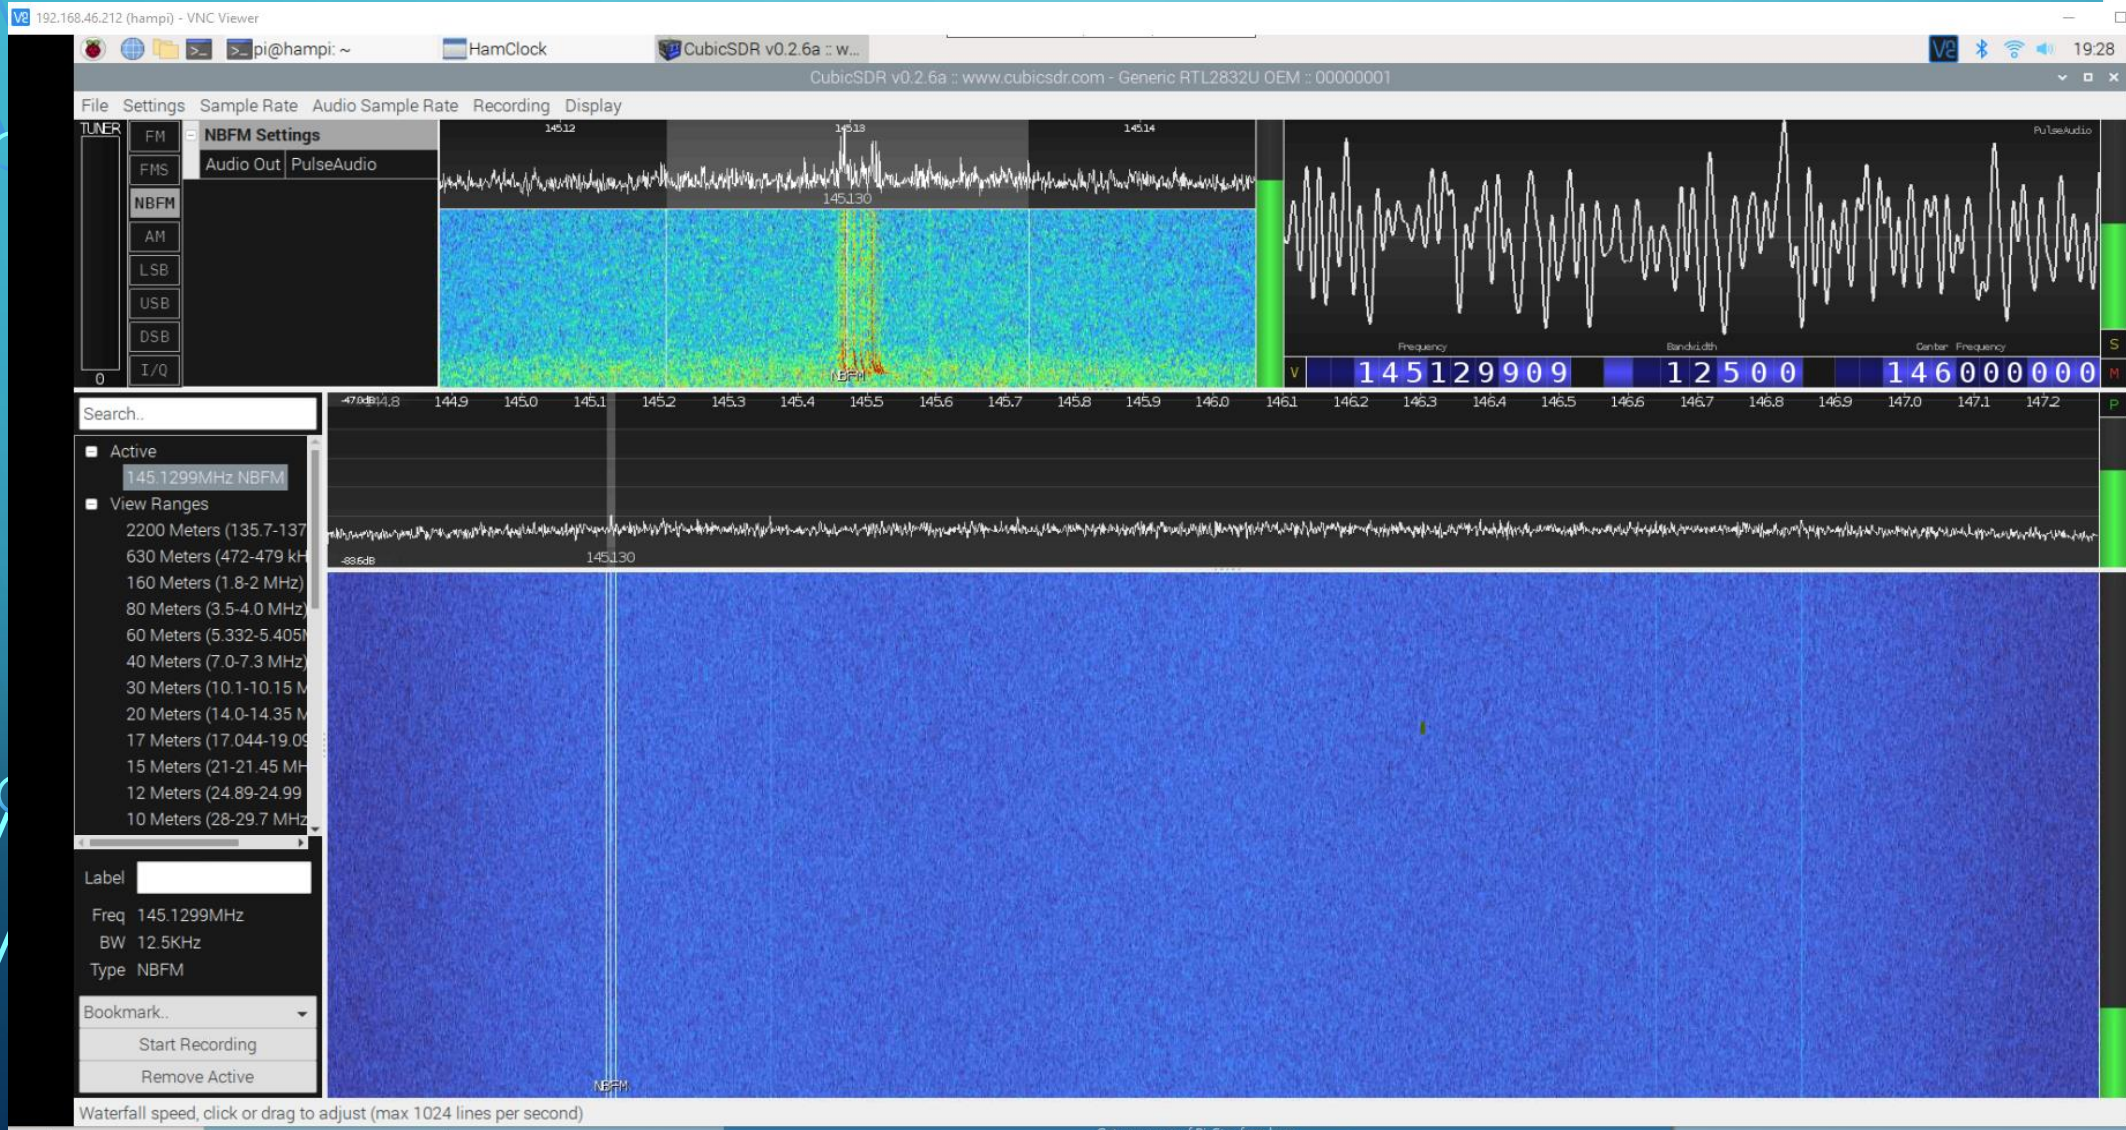 192.168.46.212 (hampi) - VNC Viewer
pi@hampi: ~
HamClock
CubicSDR v0.2.6a :: w...
19:28
CubicSDR v0.2.6a :: www.cubicsdr.com - Generic RTL2832U OEM :: 00000001
File Settings Sample Rate Audio Sample Rate Recording Display
TUNER
0
FM
FMS
NBFM
AM
LSB
USB
DSB
I/Q
NBFM Settings
Audio Out PulseAudio
145.12 145.13 145.14
145.130
NBFM
PulseAudio
Frequency Bandwidth Center Frequency
V 145129909 12500 146000000
S
M
P
Search..
Active
145.1299MHz NBFM
View Ranges
2200 Meters (135.7-137
630 Meters (472-479 kH
160 Meters (1.8-2 MHz)
80 Meters (3.5-4.0 MHz)
60 Meters (5.332-5.405M
40 Meters (7.0-7.3 MHz)
30 Meters (10.1-10.15 M
20 Meters (14.0-14.35 M
17 Meters (17.044-19.09
15 Meters (21-21.45 MH
12 Meters (24.89-24.99
10 Meters (28-29.7 MHz
-47.0dB 144.8 144.9 145.0 145.1 145.2 145.3 145.4 145.5 145.6 145.7 145.8 145.9 146.0 146.1 146.2 146.3 146.4 146.5 146.6 146.7 146.8 146.9 147.0 147.1 147.2
-83.6dB
145.130
NBFM
Label
Freq 145.1299MHz
BW 12.5KHz
Type NBFM
Bookmark..
Start Recording
Remove Active
Waterfall speed, click or drag to adjust (max 1024 lines per second)